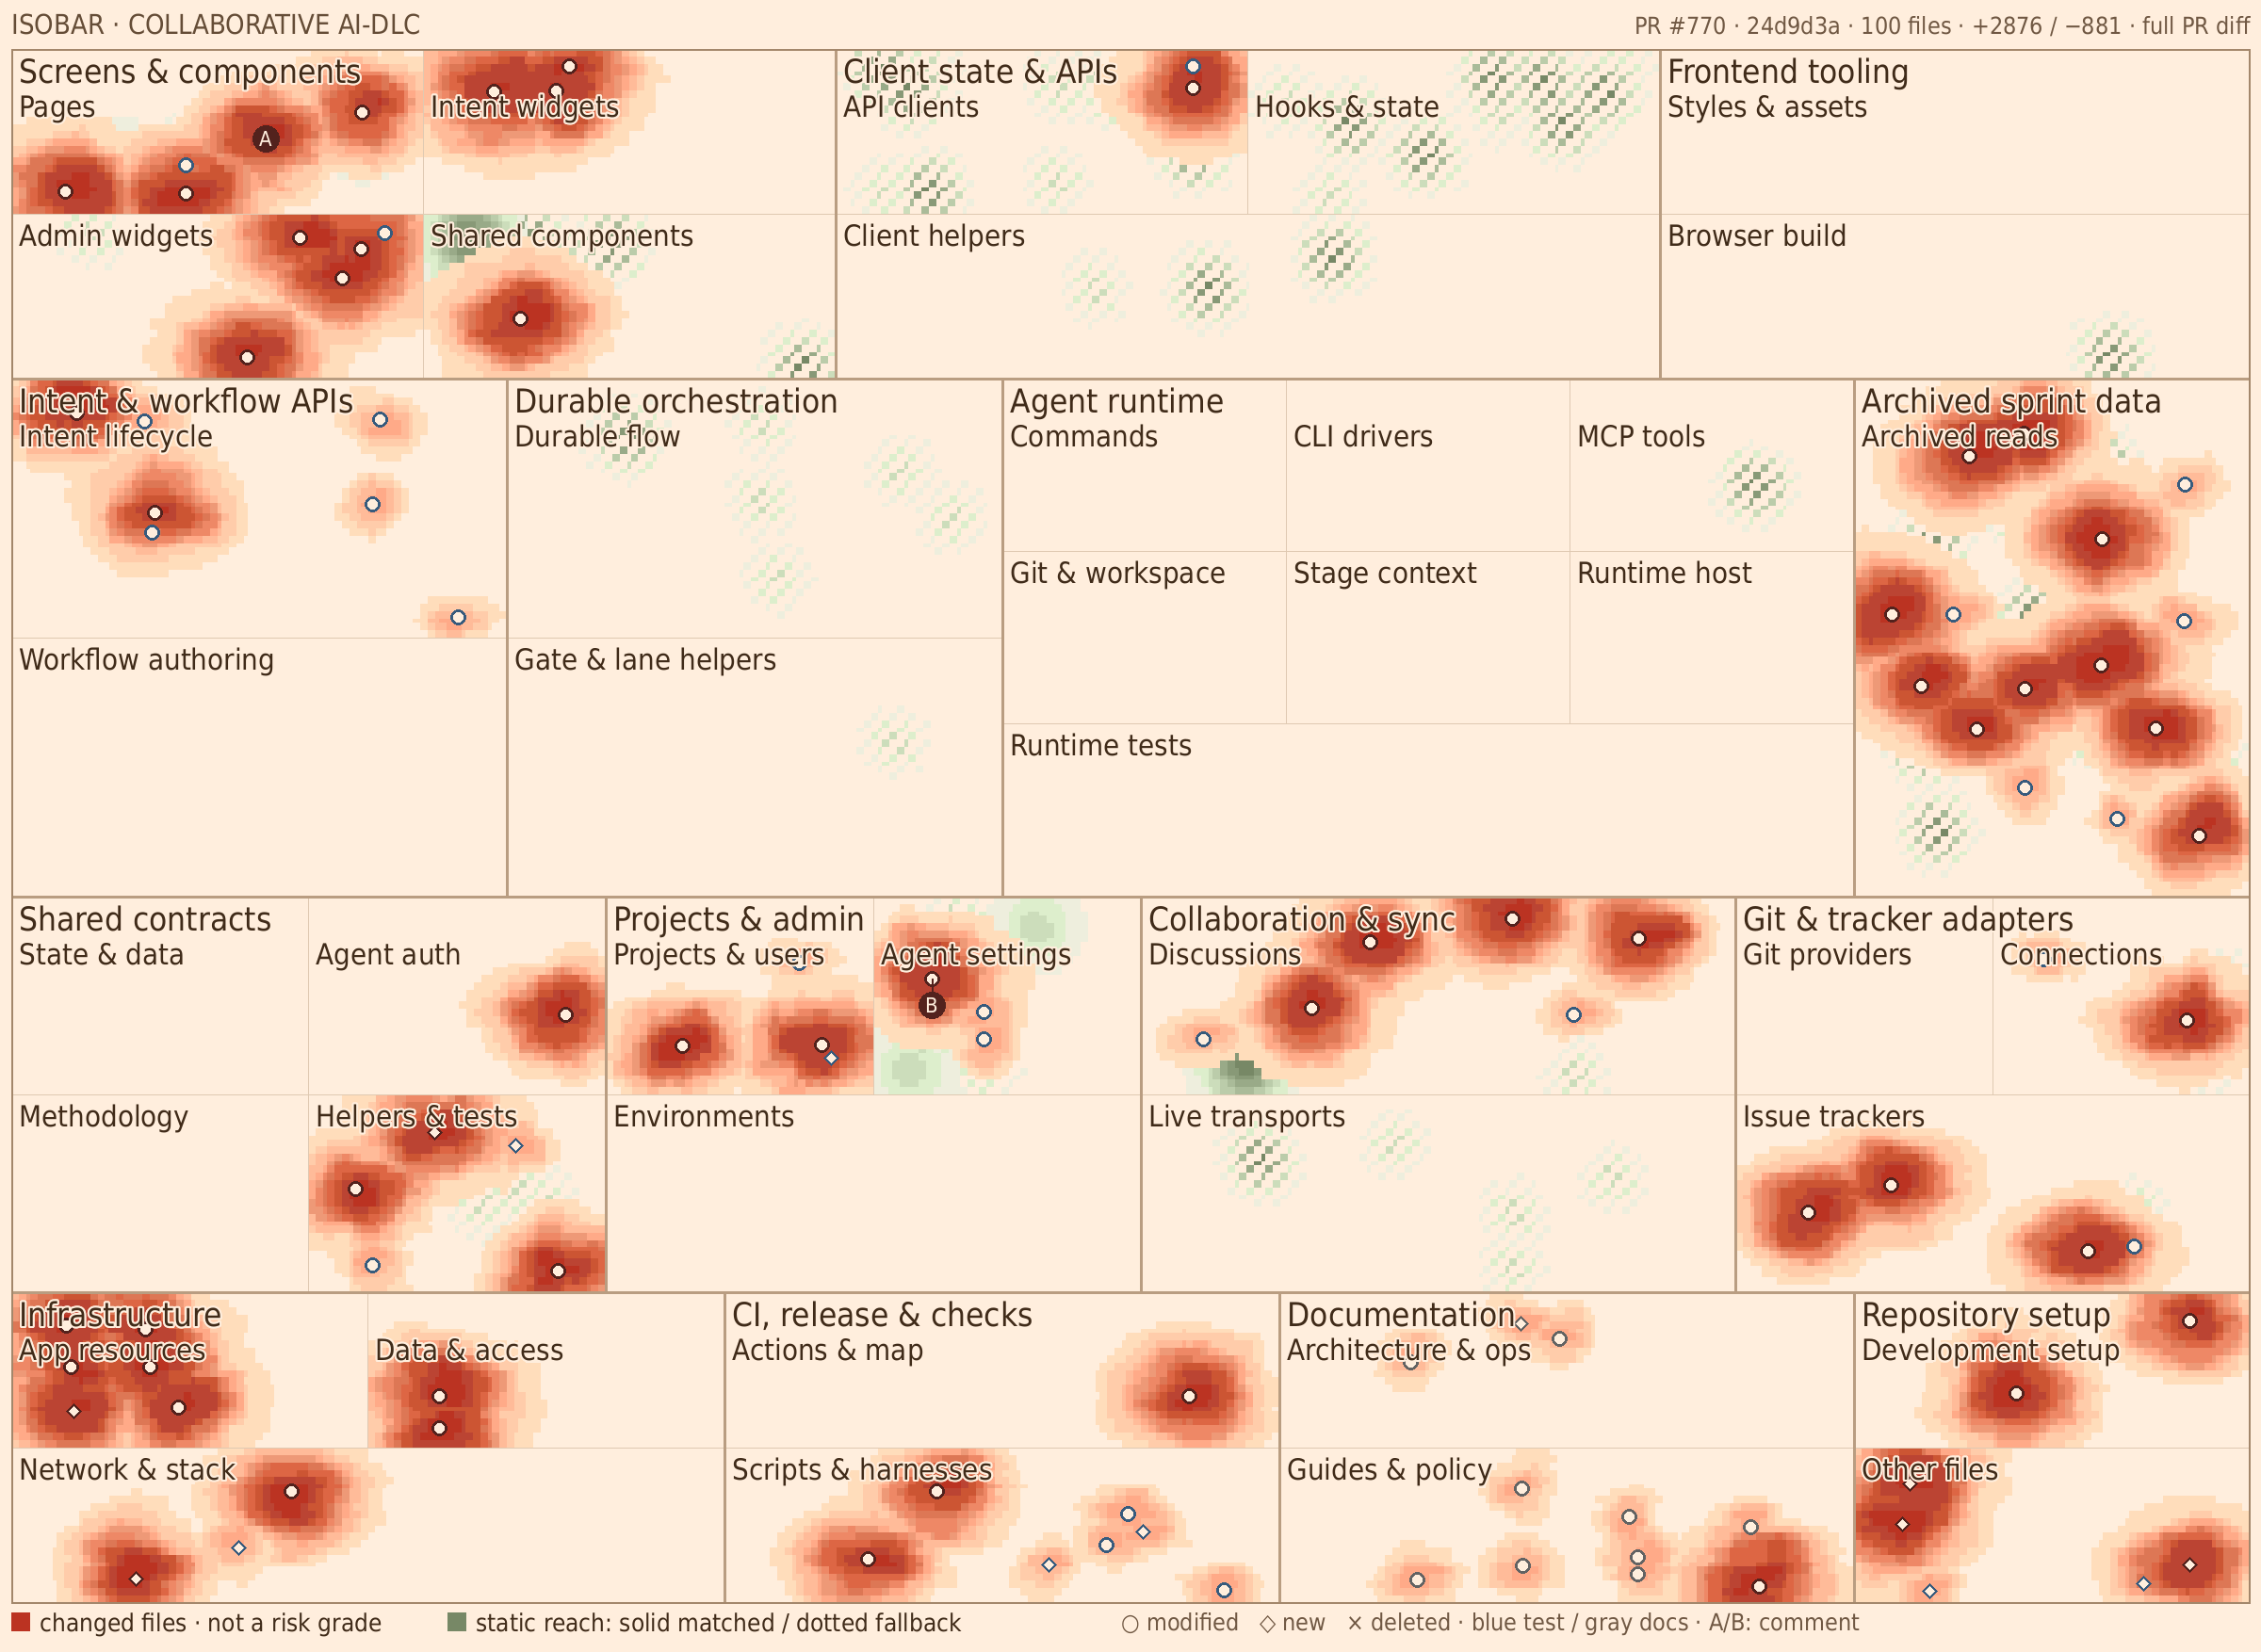 ISOBAR · COLLABORATIVE AI-DLC
PR #770 · 24d9d3a · 100 files · +2876 / −881 · full PR diff
Screens & components
Pages
Intent widgets
Client state & APIs
API clients
Hooks & state
Frontend tooling
Styles & assets
A
Admin widgets
Shared components
Client helpers
Browser build
Intent & workflow APIs
Intent lifecycle
Durable orchestration
Durable flow
Agent runtime
Commands
CLI drivers
MCP tools
Archived sprint data
Archived reads
Git & workspace
Stage context
Runtime host
Workflow authoring
Gate & lane helpers
Runtime tests
Shared contracts
State & data
Agent auth
Projects & admin
Projects & users
Agent settings
B
Collaboration & sync
Discussions
Git & tracker adapters
Git providers
Connections
Methodology
Helpers & tests
Environments
Live transports
Issue trackers
Infrastructure
App resources
Data & access
CI, release & checks
Actions & map
Documentation
Architecture & ops
Repository setup
Development setup
Network & stack
Scripts & harnesses
Guides & policy
Other files
changed files · not a risk grade
static reach: solid matched / dotted fallback
○ modified ◇ new × deleted · blue test / gray docs · A/B: comment